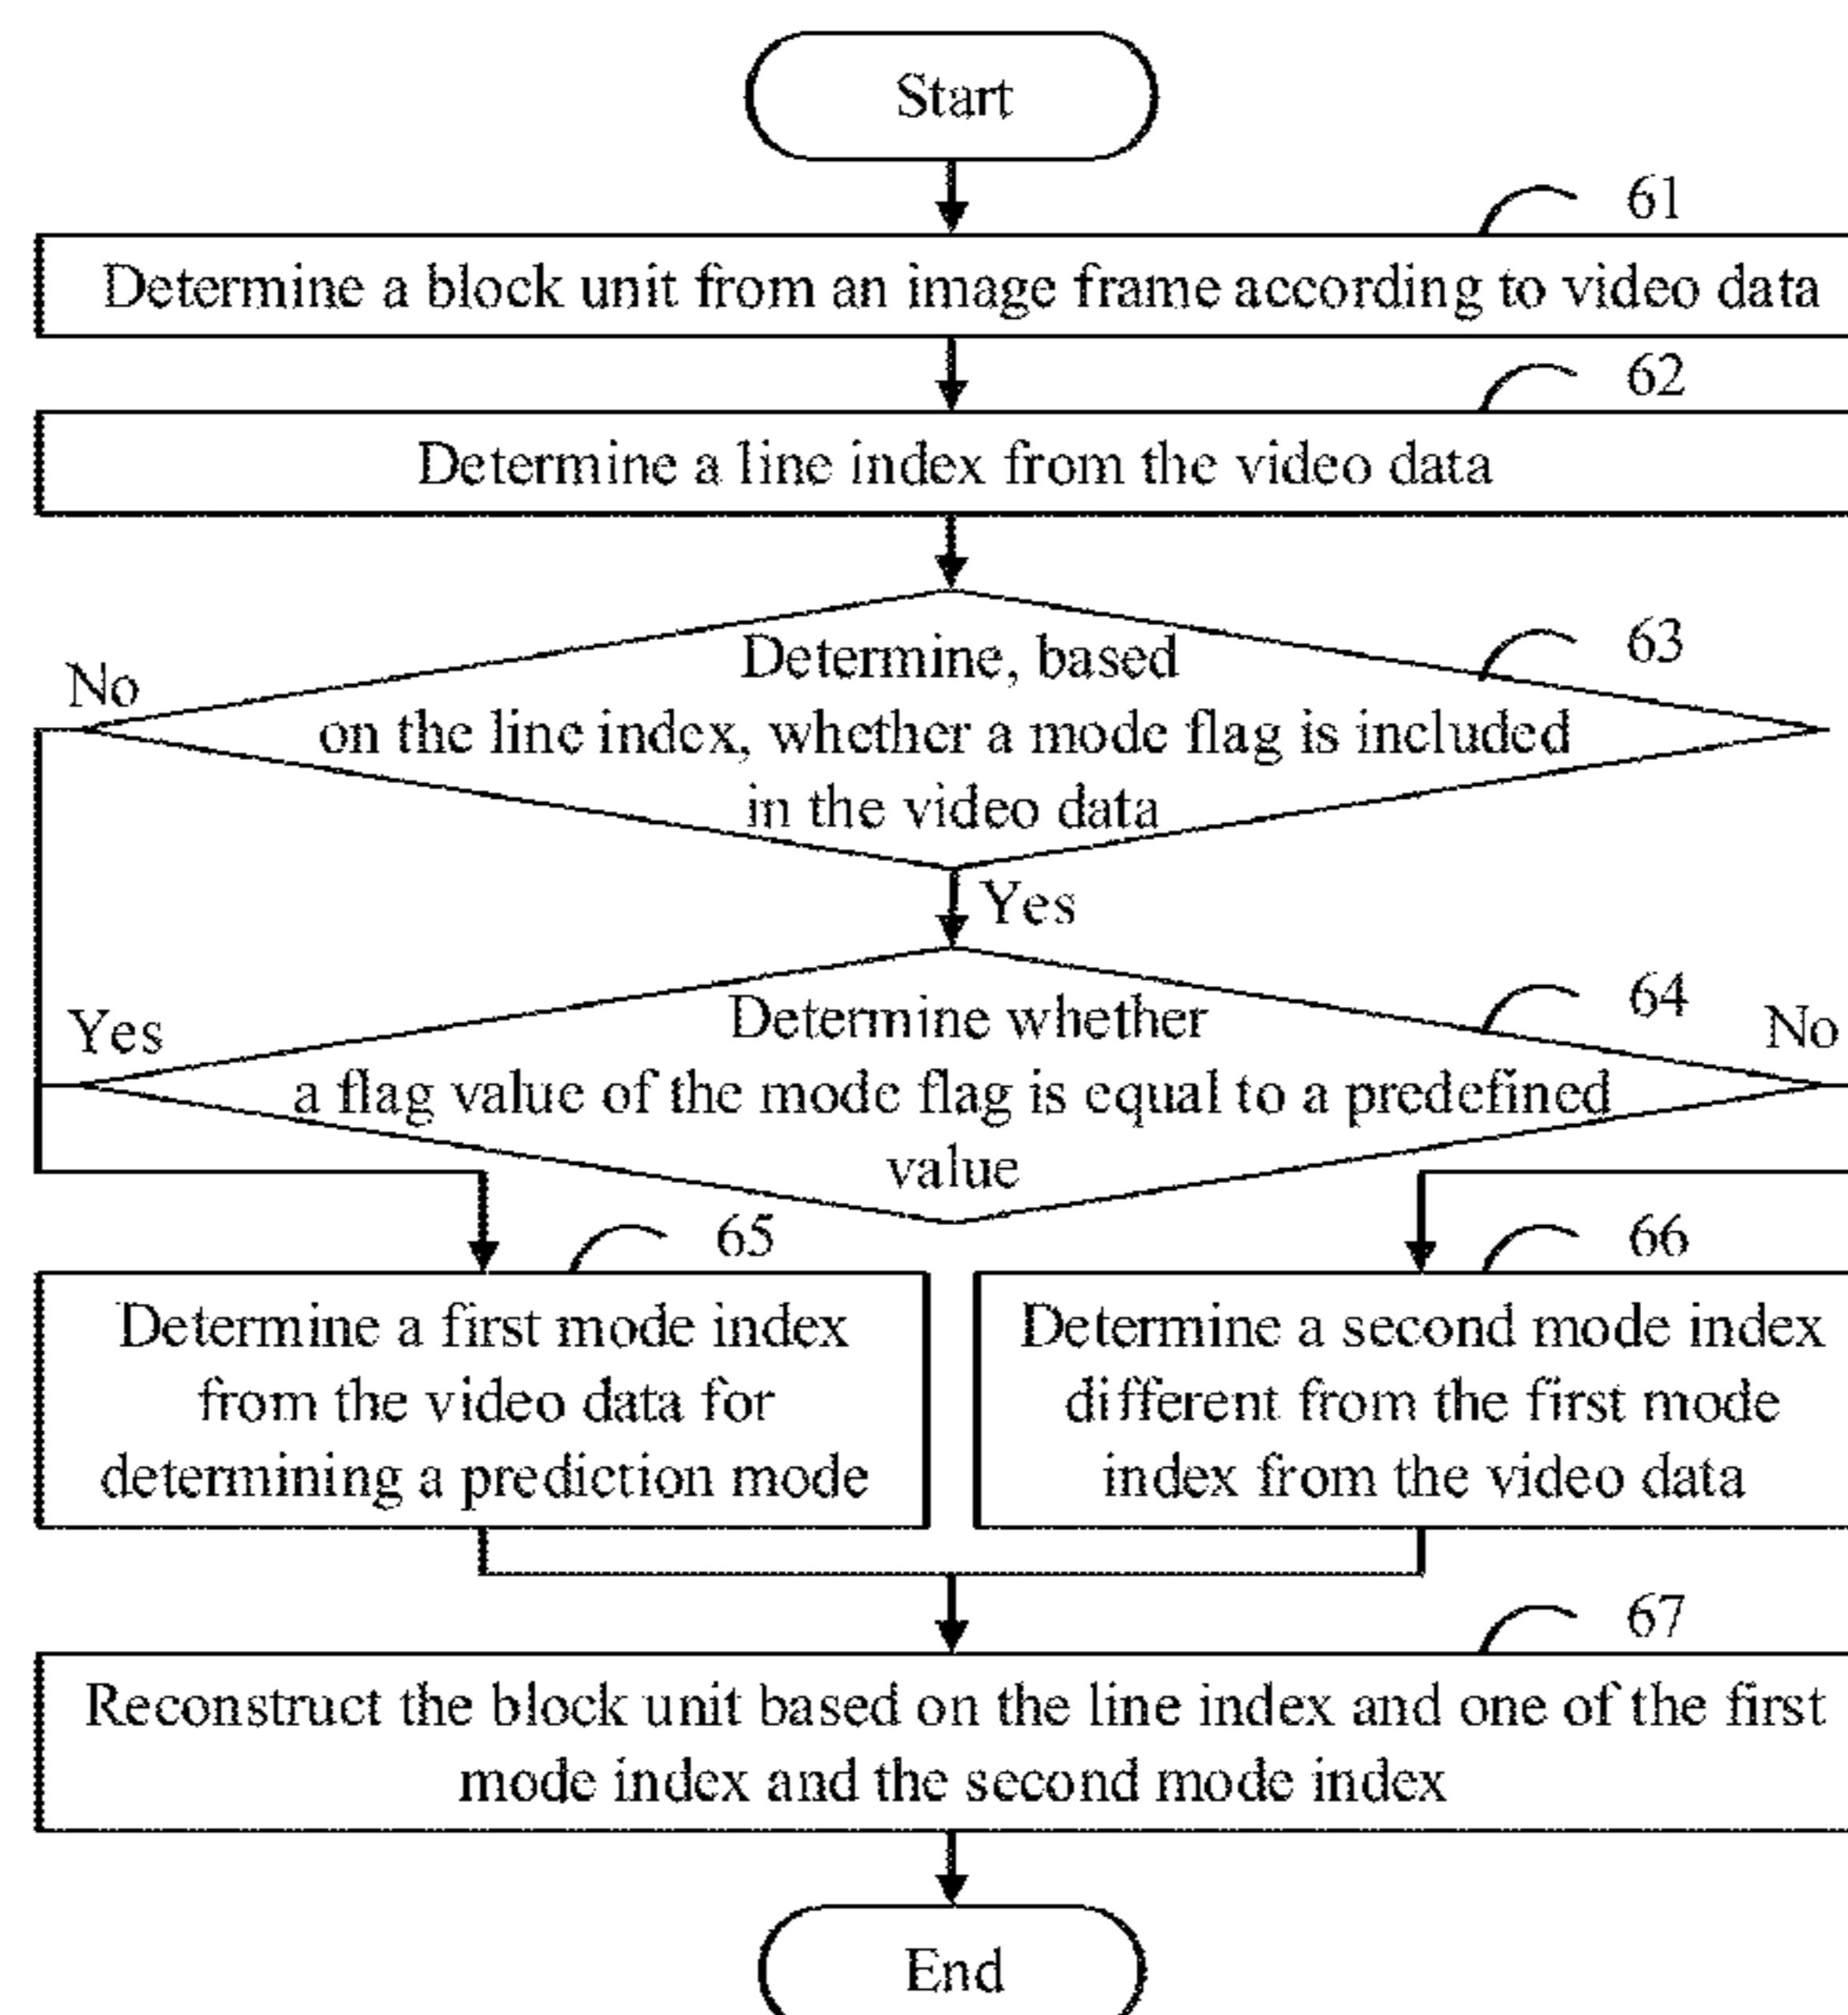 Start
61
Determine a block unit from an image frame according to video data
62
Determine a line index from the video data
63
Determine, based
No
on the line index, whether a mode flag is included
in the video data
Yes
64
Determine whether
Yes
No
a flag value of the mode flag is equal to a predefined
value
65
Determine a first mode index
from the video data for
determining a prediction mode
66
Determine a second mode index
different from the first mode
index from the video data
67
Reconstruct the block unit based on the line index and one of the first
mode index and the second mode index
End